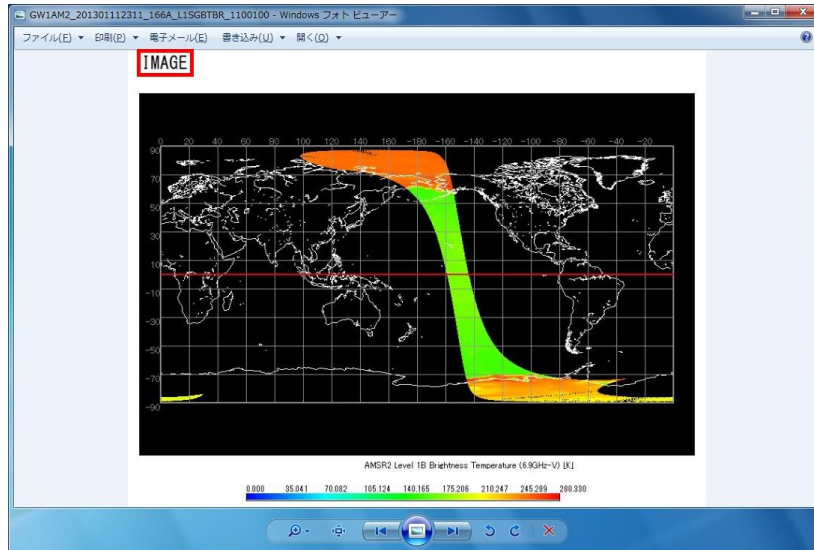 GW1AM2_201301112311_166A_L1SGBTBR_1100100 - Windows フォト ビューアー
ファイル(F) 印刷(P) 電子メール(E) 書き込み(U) 開く(O)
IMAGE
0 20 40 60 80 100 120 140 160 -180 -160 -140 -120 -100 -80 -60 -40 -20
90
70
50
30
10
-10
-30
-50
-70
-90
AMSR2 Level 1B Brightness Temperature (6.9GHz-V) [K]
0.000 35.041 70.082 105.124 140.165 175.206 210.247 245.289 280.330